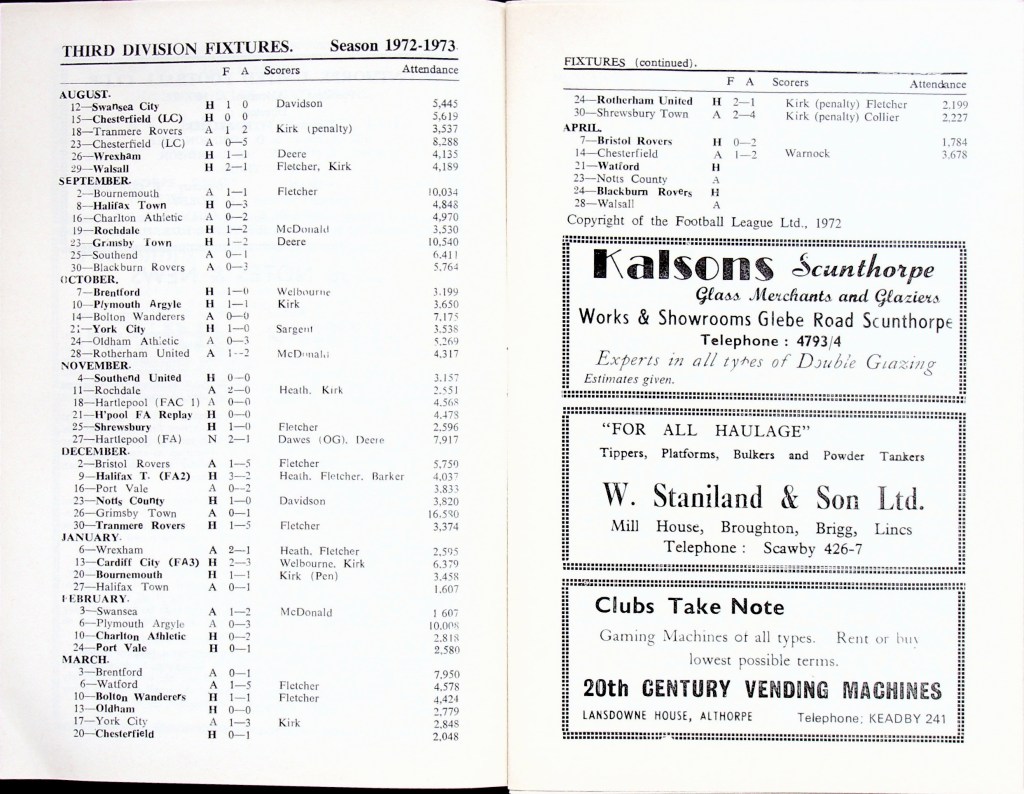 THIRD DIVISION FIXTURES. Season 1972-1973
F A Scorers Attendance
AUGUST.
12—Swansea City H 1 0 Davidson 5,445
15—Chesterfield (LC) H 0 0 5,619
18—Tranmere Rovers A 1 2 Kirk (penalty) 3,537
23—Chesterfield (LC) A 0—5 8,288
26—Wrexham H 1—1 Deere 4,135
29—Walsall H 2—1 Fletcher, Kirk 4,189
SEPTEMBER.
2—Bournemouth A 1—1 Fletcher 10,034
8—Halifax Town H 0—3 4,848
16—Charlton Athletic A 0—2 4,970
19—Rochdale H 1—2 McDonald 3,530
23—Grimsby Town H 1—2 Deere 10,540
25—Southend A 0—1 6,411
30—Blackburn Rovers A 0—3 5,764
OCTOBER.
7—Brentford H 1—0 Welbourne 3,199
10—Plymouth Argyle H 1—1 Kirk 3,650
14—Bolton Wanderers A 0—0 7,175
21—York City H 1—0 Sargent 3,538
24—Oldham Athletic A 0—3 5,269
28—Rotherham United A 1—2 McDonald 4,317
NOVEMBER.
4—Southend United H 0—0 3,157
11—Rochdale A 2—0 Heath, Kirk 2,551
18—Hartlepool (FAC 1) A 0—0 4,568
21—H'pool FA Replay H 0—0 4,478
25—Shrewsbury H 1—0 Fletcher 2,596
27—Hartlepool (FA) N 2—1 Dawes (OG), Deere 7,917
DECEMBER.
2—Bristol Rovers A 1—5 Fletcher 5,750
9—Halifax T. (FA2) H 3—2 Heath, Fletcher, Barker 4,037
16—Port Vale A 0—2 3,833
23—Notts County H 1—0 Davidson 3,820
26—Grimsby Town A 0—1 16,580
30—Tranmere Rovers H 1—5 Fletcher 3,374
JANUARY.
6—Wrexham A 2—1 Heath, Fletcher 2,595
13—Cardiff City (FA3) H 2—3 Welbourne, Kirk 6,379
20—Bournemouth H 1—1 Kirk (Pen) 3,458
27—Halifax Town A 0—1 1,607
FEBRUARY.
3—Swansea A 1—2 McDonald 1 607
6—Plymouth Argyle A 0—3 10,008
10—Charlton Athletic H 0—2 2,818
24—Port Vale H 0—1 2,580
MARCH.
3—Brentford A 0—1 7,950
6—Watford A 1—5 Fletcher 4,578
10—Bolton Wanderers H 1—1 Fletcher 4,424
13—Oldham H 0—0 2,779
17—York City A 1—3 Kirk 2,848
20—Chesterfield H 0—1 2,048
FIXTURES (continued).
F A Scorers Attendance
24—Rotherham United H 2—1 Kirk (penalty) Fletcher 2,199
30—Shrewsbury Town A 2—4 Kirk (penalty) Collier 2,227
APRIL.
7—Bristol Rovers H 0—2 1,784
14—Chesterfield A 1—2 Warnock 3,678
21—Watford H
23—Notts County A
24—Blackburn Rovers H
28—Walsall A
Copyright of the Football League Ltd., 1972
Kalsons Scunthorpe
Glass Merchants and Glaziers
Works & Showrooms Glebe Road Scunthorpe
Telephone : 4793/4
Experts in all types of Double Glazing
Estimates given.
"FOR ALL HAULAGE"
Tippers, Platforms, Bulkers and Powder Tankers
W. Staniland & Son Ltd.
Mill House, Broughton, Brigg, Lincs
Telephone : Scawby 426-7
Clubs Take Note
Gaming Machines of all types. Rent or buy
lowest possible terms.
20th CENTURY VENDING MACHINES
LANSDOWNE HOUSE, ALTHORPE Telephone; KEADBY 241